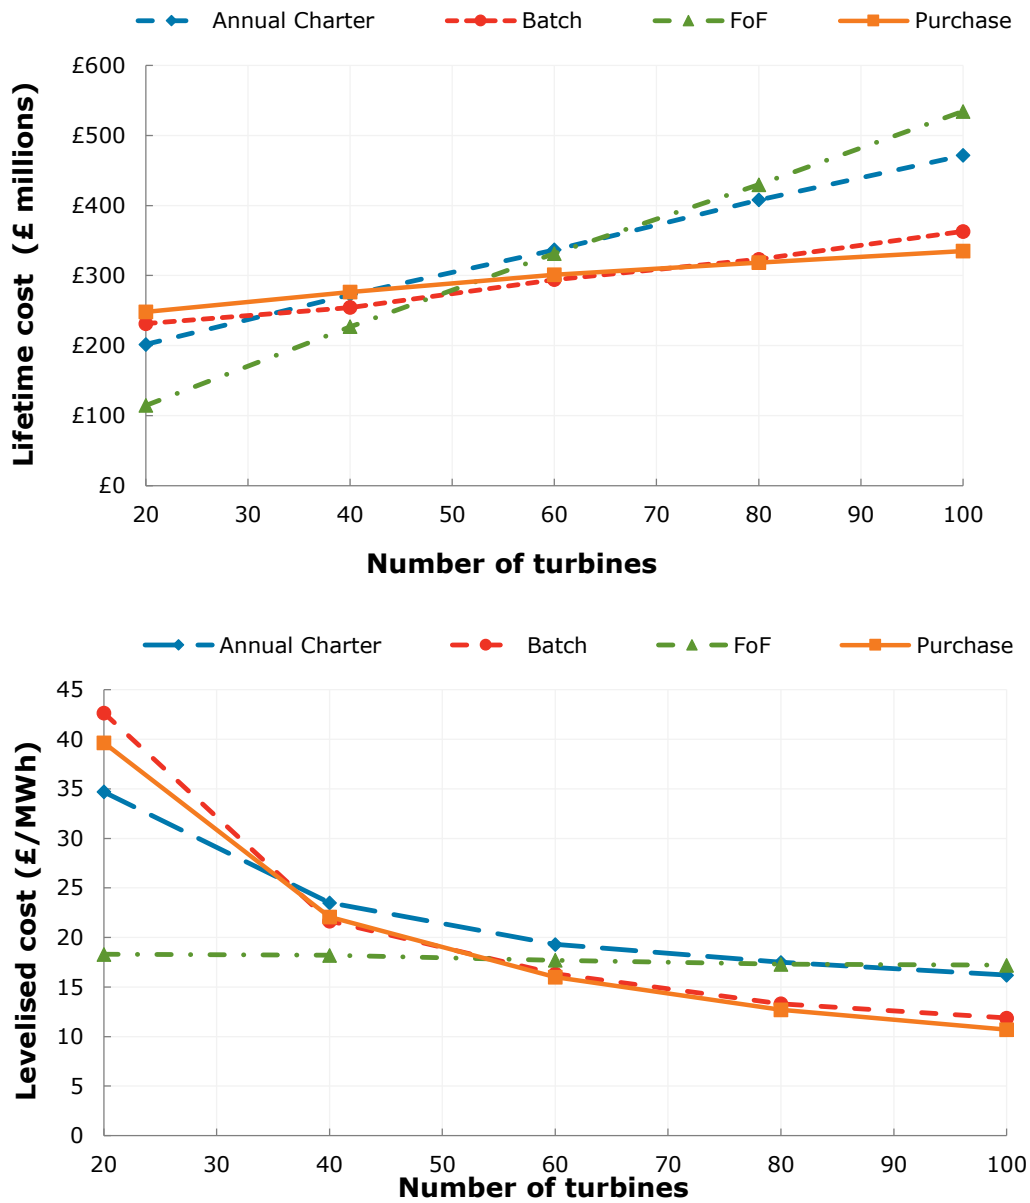 Annual Charter Batch FoF Purchase
£600
£500
£400
£300
£200
£100
£0
Lifetime cost (£ millions)
20 30 40 50 60 70 80 90 100
Number of turbines
Annual Charter Batch FoF Purchase
45
40
35
30
25
20
15
10
5
0
Levelised cost (£/MWh)
20 30 40 50 60 70 80 90 100
Number of turbines